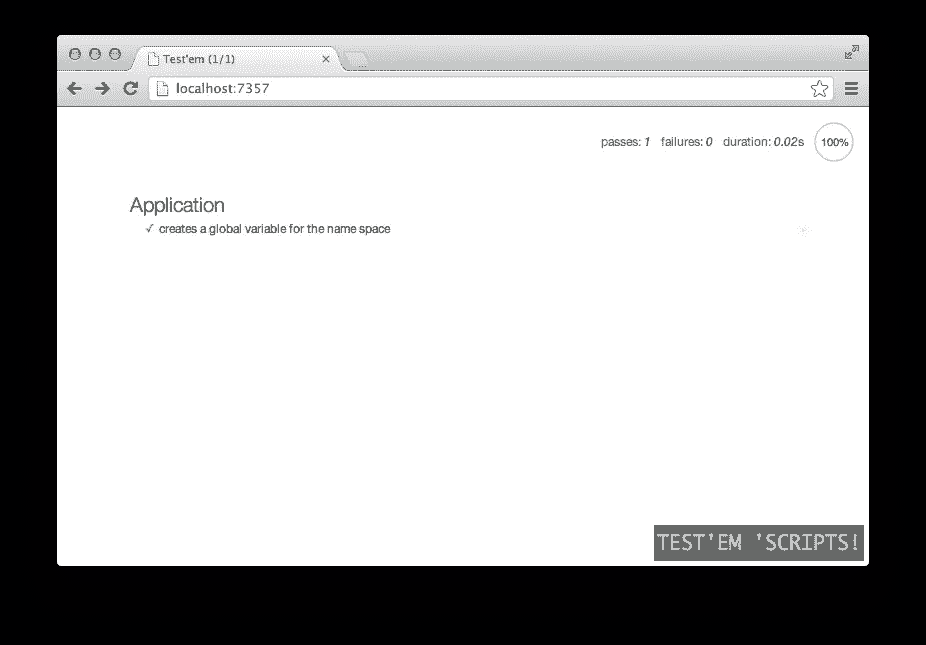 Test'em (1/1)
localhost:7357
passes: 1 failures: 0 duration: 0.02s 100%
Application
✓ creates a global variable for the name space
TEST'EM 'SCRIPTS!